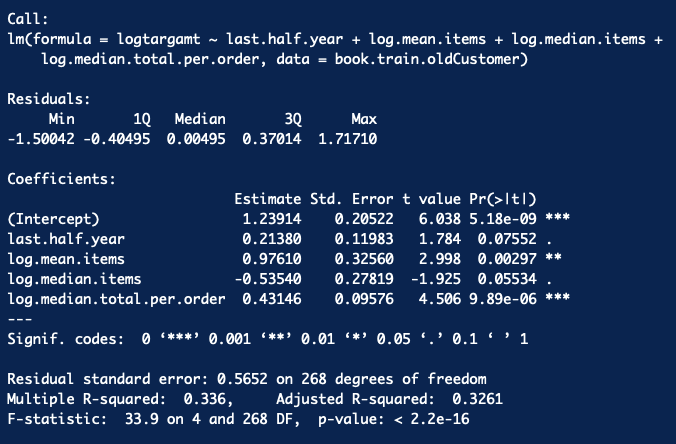 Call:
lm(formula = logtargamt ~ last.half.year + log.mean.items + log.median.items +
    log.median.total.per.order, data = book.train.oldCustomer)

Residuals:
     Min       1Q   Median       3Q      Max
-1.50042 -0.40495  0.00495  0.37014  1.71710

Coefficients:
                           Estimate Std. Error t value Pr(>|t|)
(Intercept)                 1.23914    0.20522   6.038 5.18e-09 ***
last.half.year              0.21380    0.11983   1.784  0.07552 .
log.mean.items              0.97610    0.32560   2.998  0.00297 **
log.median.items           -0.53540    0.27819  -1.925  0.05534 .
log.median.total.per.order  0.43146    0.09576   4.506 9.89e-06 ***
---
Signif. codes:  0 ‘***’ 0.001 ‘**’ 0.01 ‘*’ 0.05 ‘.’ 0.1 ‘ ’ 1

Residual standard error: 0.5652 on 268 degrees of freedom
Multiple R-squared:  0.336,	Adjusted R-squared:  0.3261
F-statistic:  33.9 on 4 and 268 DF,  p-value: < 2.2e-16